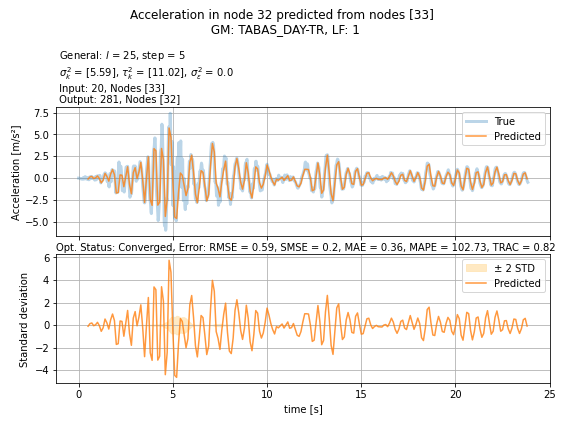 Acceleration in node 32 predicted from nodes [33]
GM: TABAS_DAY-TR, LF: 1
General: l = 25, step = 5
σ²ₖ = [5.59], τ²ₖ = [11.02], σ²ₑ = 0.0
Input: 20, Nodes [33]
Output: 281, Nodes [32]
7.5
5.0
2.5
0.0
−2.5
−5.0
Acceleration [m/s²]
True
Predicted
Opt. Status: Converged, Error: RMSE = 0.59, SMSE = 0.2, MAE = 0.36, MAPE = 102.73, TRAC = 0.82
6
4
2
0
−2
−4
Standard deviation
± 2 STD
Predicted
0
5
10
15
20
25
time [s]